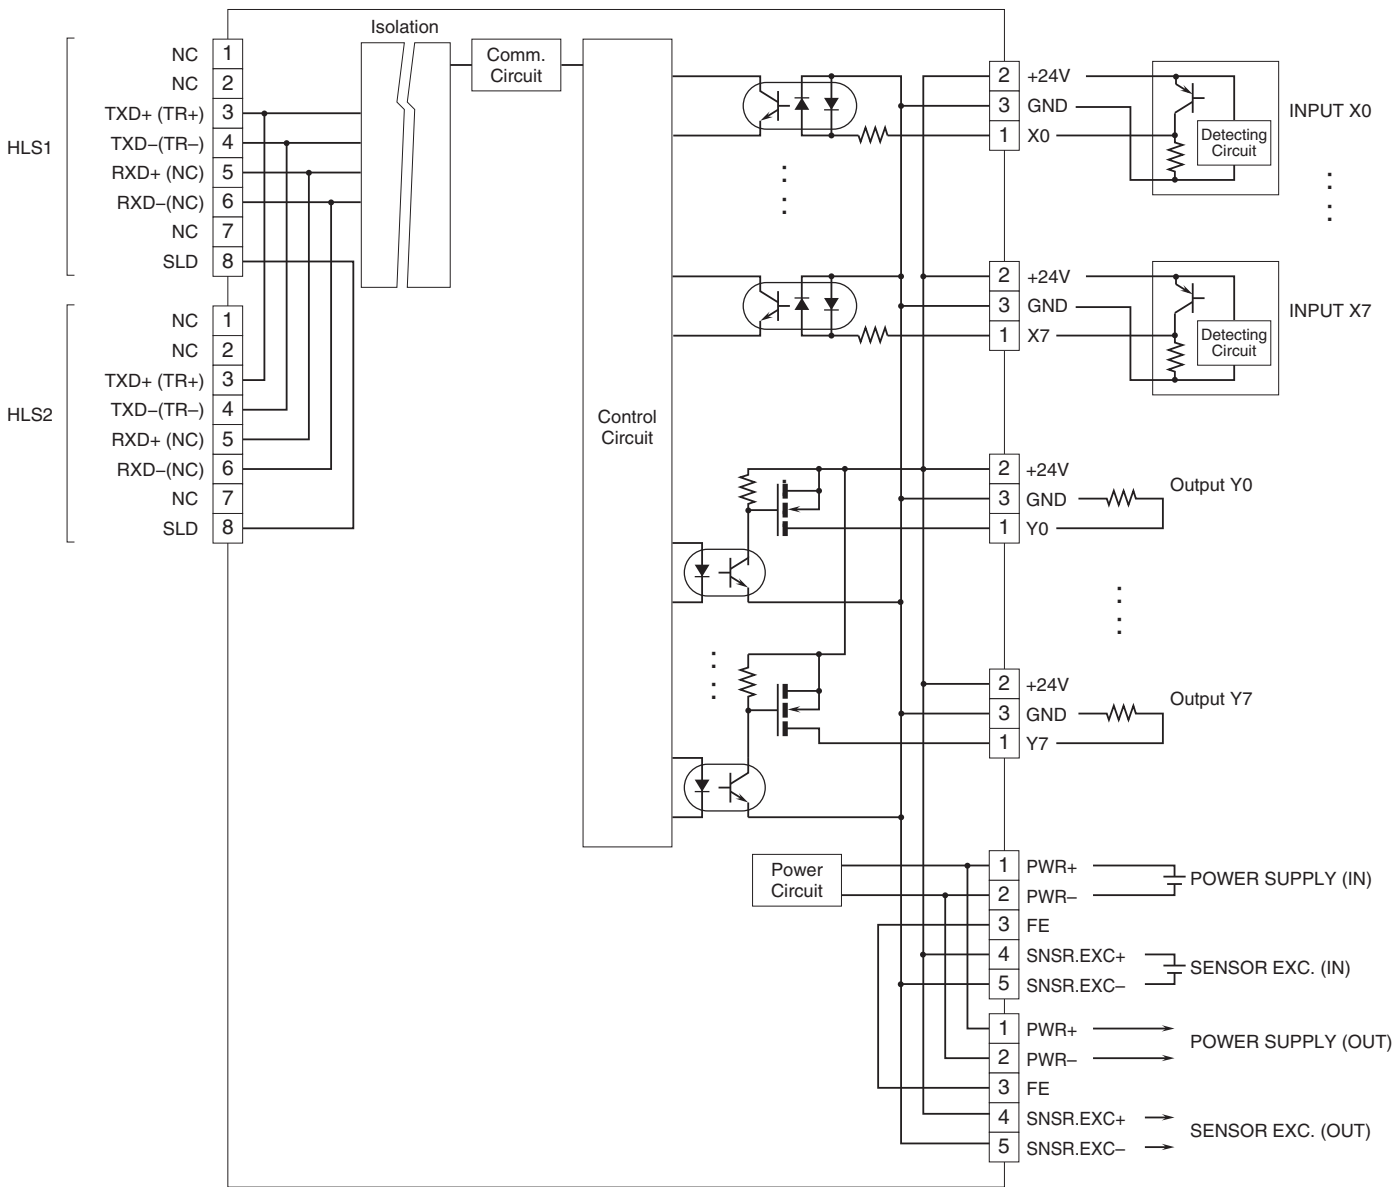 Isolation
Comm.
Circuit
HLS1
NC 1
NC 2
TXD+ (TR+) 3
TXD–(TR–) 4
RXD+ (NC) 5
RXD–(NC) 6
NC 7
SLD 8
HLS2
NC 1
NC 2
TXD+ (TR+) 3
TXD–(TR–) 4
RXD+ (NC) 5
RXD–(NC) 6
NC 7
SLD 8
Control
Circuit
2 +24V
3 GND
1 X0
Detecting
Circuit
INPUT X0
2 +24V
3 GND
1 X7
Detecting
Circuit
INPUT X7
2 +24V
3 GND
1 Y0
Output Y0
2 +24V
3 GND
1 Y7
Output Y7
Power
Circuit
1 PWR+
2 PWR–
POWER SUPPLY (IN)
3 FE
4 SNSR.EXC+
5 SNSR.EXC–
SENSOR EXC. (IN)
1 PWR+
2 PWR–
POWER SUPPLY (OUT)
3 FE
4 SNSR.EXC+
5 SNSR.EXC–
SENSOR EXC. (OUT)